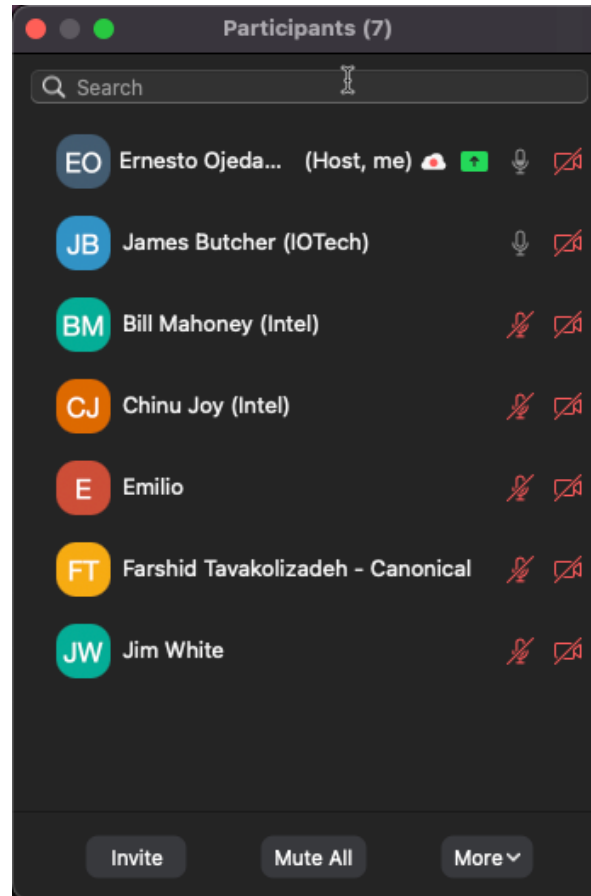 Participants (7)
Search
EO Ernesto Ojeda... (Host, me)
JB James Butcher (IOTech)
BM Bill Mahoney (Intel)
CJ Chinu Joy (Intel)
E Emilio
FT Farshid Tavakolizadeh - Canonical
JW Jim White
Invite Mute All More